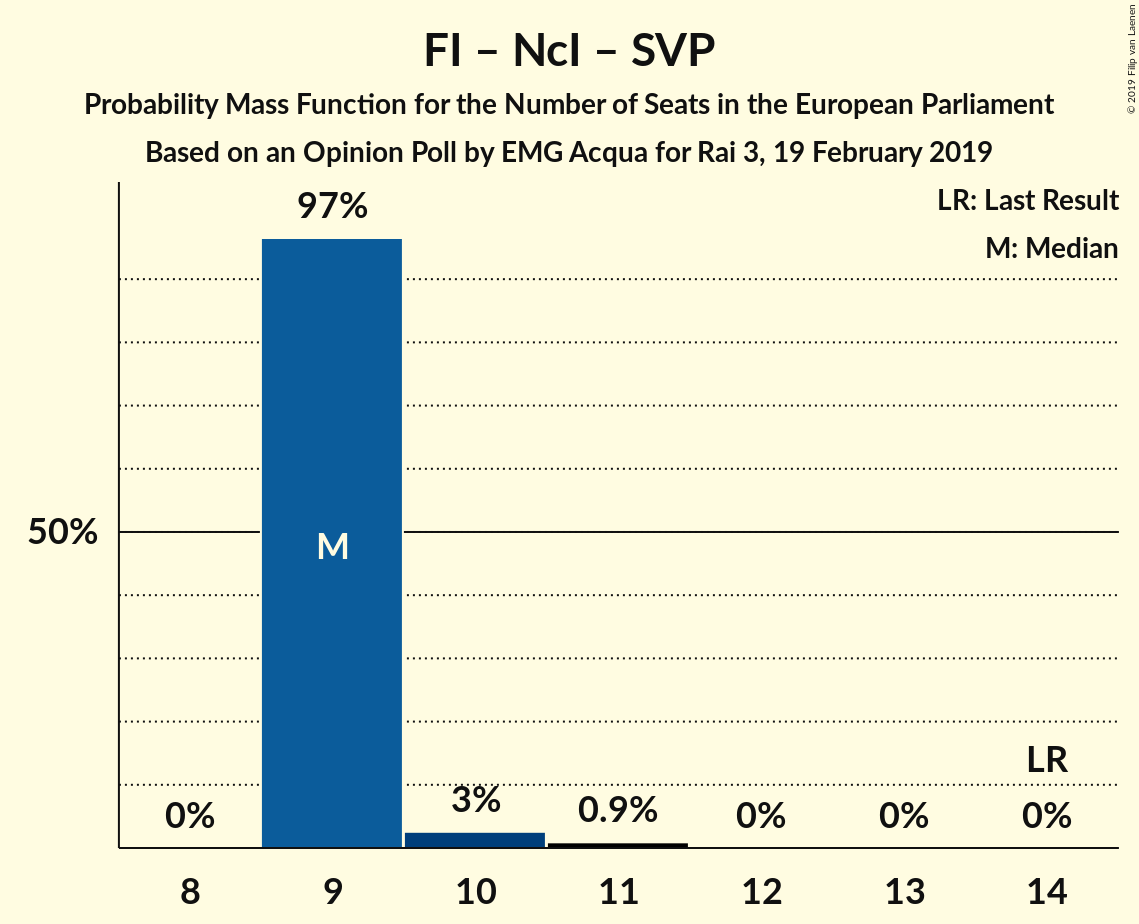 FI – NcI – SVP
Probability Mass Function for the Number of Seats in the European Parliament
Based on an Opinion Poll by EMG Acqua for Rai 3, 19 February 2019
© 2019 Filip van Laenen
LR: Last Result
M: Median
97%
50%
M
LR
0%
3%
0.9%
0%
0%
0%
8 9 10 11 12 13 14